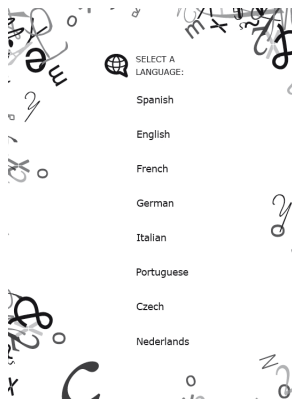 SELECT A
LANGUAGE:
Spanish
English
French
German
Italian
Portuguese
Czech
Nederlands